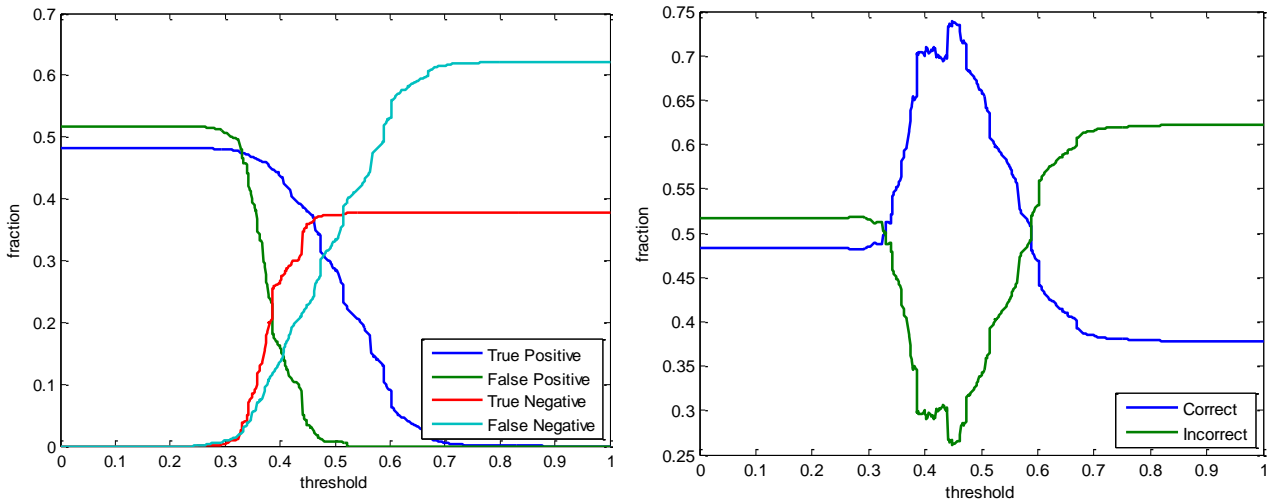 0.7
0.6
0.5
0.4
0.3
0.2
0.1
0
fraction
0 0.1 0.2 0.3 0.4 0.5 0.6 0.7 0.8 0.9 1
threshold
True Positive
False Positive
True Negative
False Negative
0.75
0.7
0.65
0.6
0.55
0.5
0.45
0.4
0.35
0.3
0.25
fraction
0 0.1 0.2 0.3 0.4 0.5 0.6 0.7 0.8 0.9 1
threshold
Correct
Incorrect